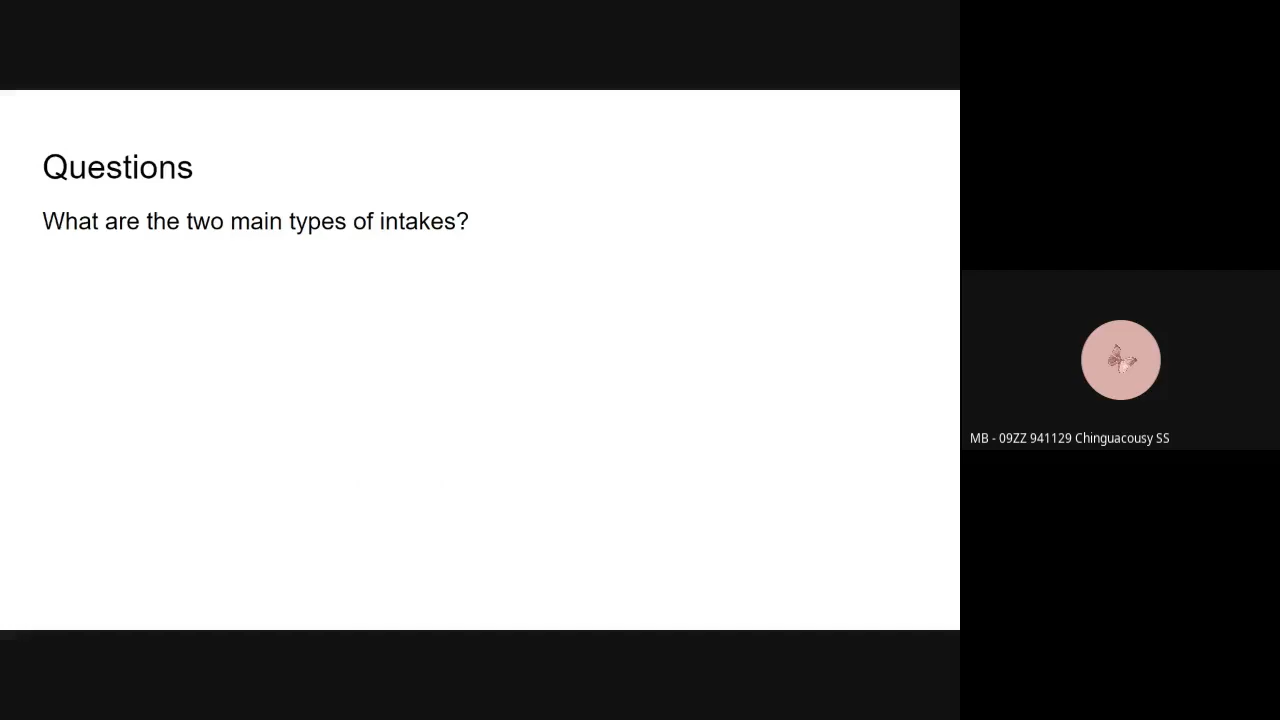 Questions
What are the two main types of intakes?
MB - 09ZZ 941129 Chinguacousy SS